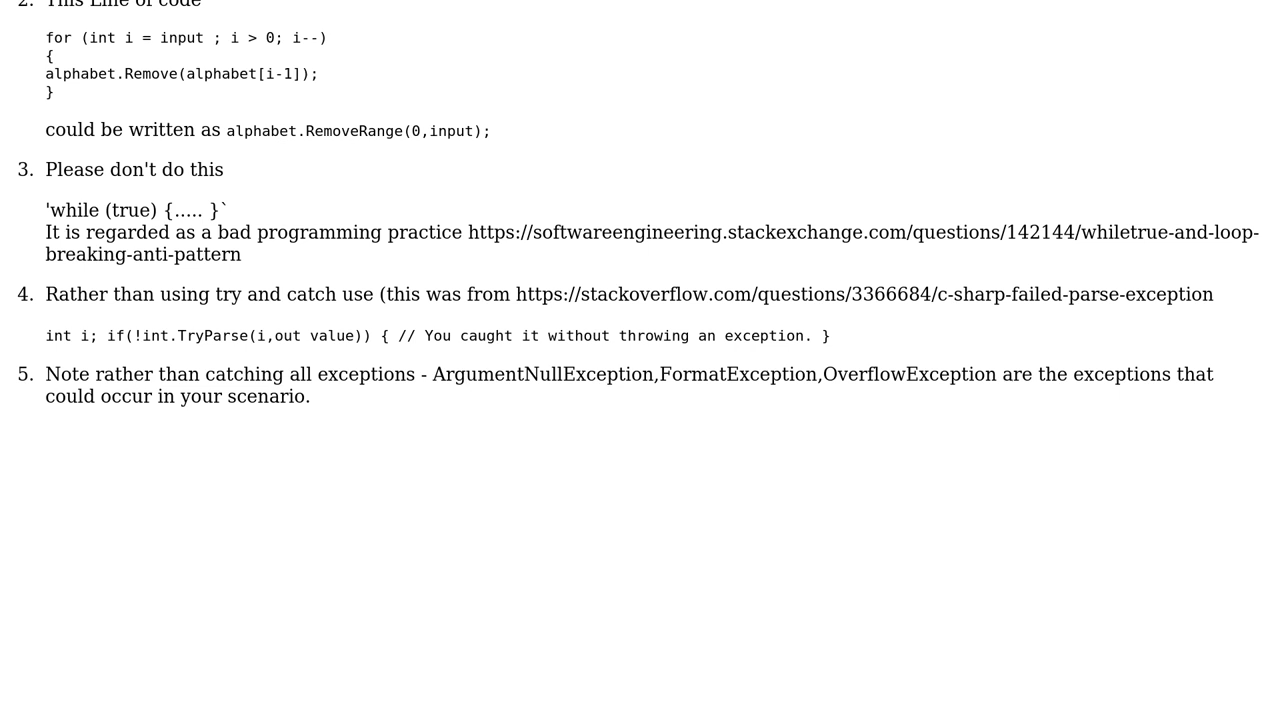 2. This Line of code
for (int i = input ; i > 0; i--)
{
alphabet.Remove(alphabet[i-1]);
}
could be written as alphabet.RemoveRange(0,input);
3. Please don't do this
'while (true) {..... }`
It is regarded as a bad programming practice https://softwareengineering.stackexchange.com/questions/142144/whiletrue-and-loop-
breaking-anti-pattern
4. Rather than using try and catch use (this was from https://stackoverflow.com/questions/3366684/c-sharp-failed-parse-exception
int i; if(!int.TryParse(i,out value)) { // You caught it without throwing an exception. }
5. Note rather than catching all exceptions - ArgumentNullException,FormatException,OverflowException are the exceptions that
could occur in your scenario.